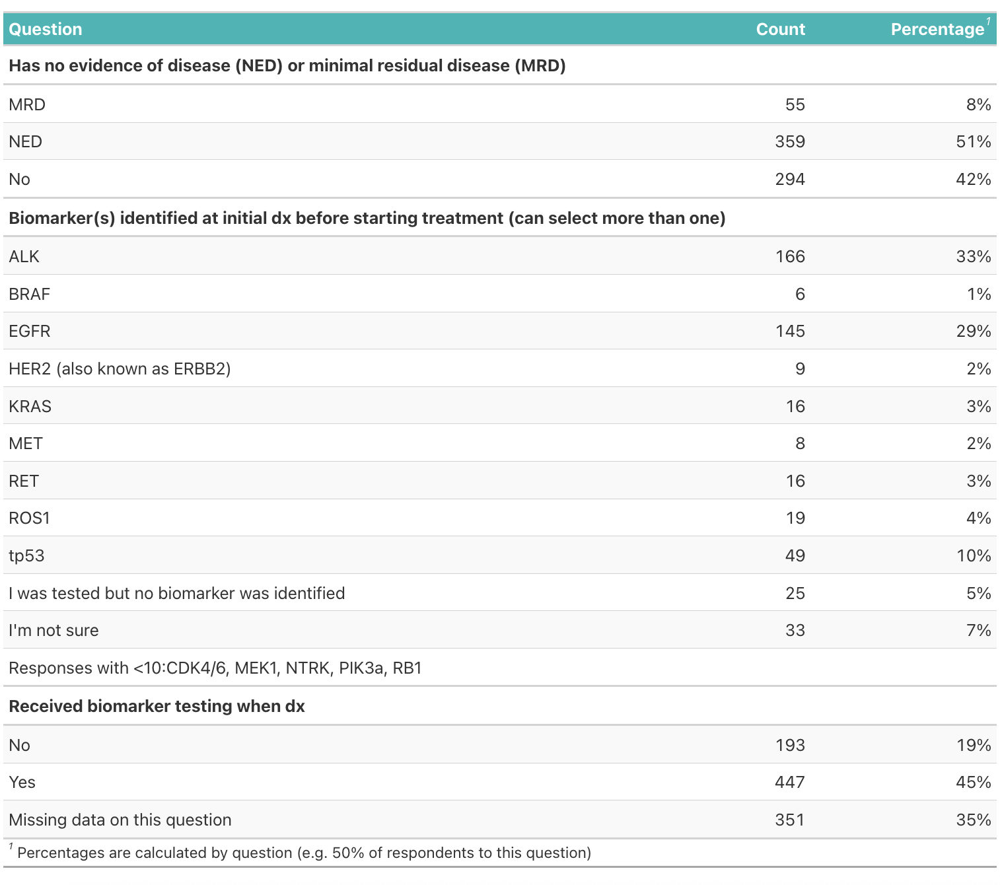 Question Count Percentage 1
Has no evidence of disease (NED) or minimal residual disease (MRD)
MRD 55 8%
NED 359 51%
No 294 42%
Biomarker(s) identified at initial dx before starting treatment (can select more than one)
ALK 166 33%
BRAF 6 1%
EGFR 145 29%
HER2 (also known as ERBB2) 9 2%
KRAS 16 3%
MET 8 2%
RET 16 3%
ROS1 19 4%
tp53 49 10%
I was tested but no biomarker was identified 25 5%
I'm not sure 33 7%
Responses with <10:CDK4/6, MEK1, NTRK, PIK3a, RB1
Received biomarker testing when dx
No 193 19%
Yes 447 45%
Missing data on this question 351 35%
1 Percentages are calculated by question (e.g. 50% of respondents to this question)